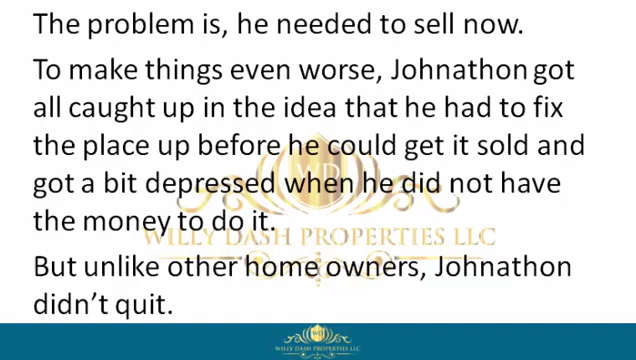 The problem is, he needed to sell now.
To make things even worse, Johnathon got
all caught up in the idea that he had to fix
the place up before he could get it sold and
got a bit depressed when he did not have
the money to do it.
WILLY DASH PROPERTIES LLC
But unlike other home owners, Johnathon
didn’t quit.
WILLY DASH PROPERTIES LLC